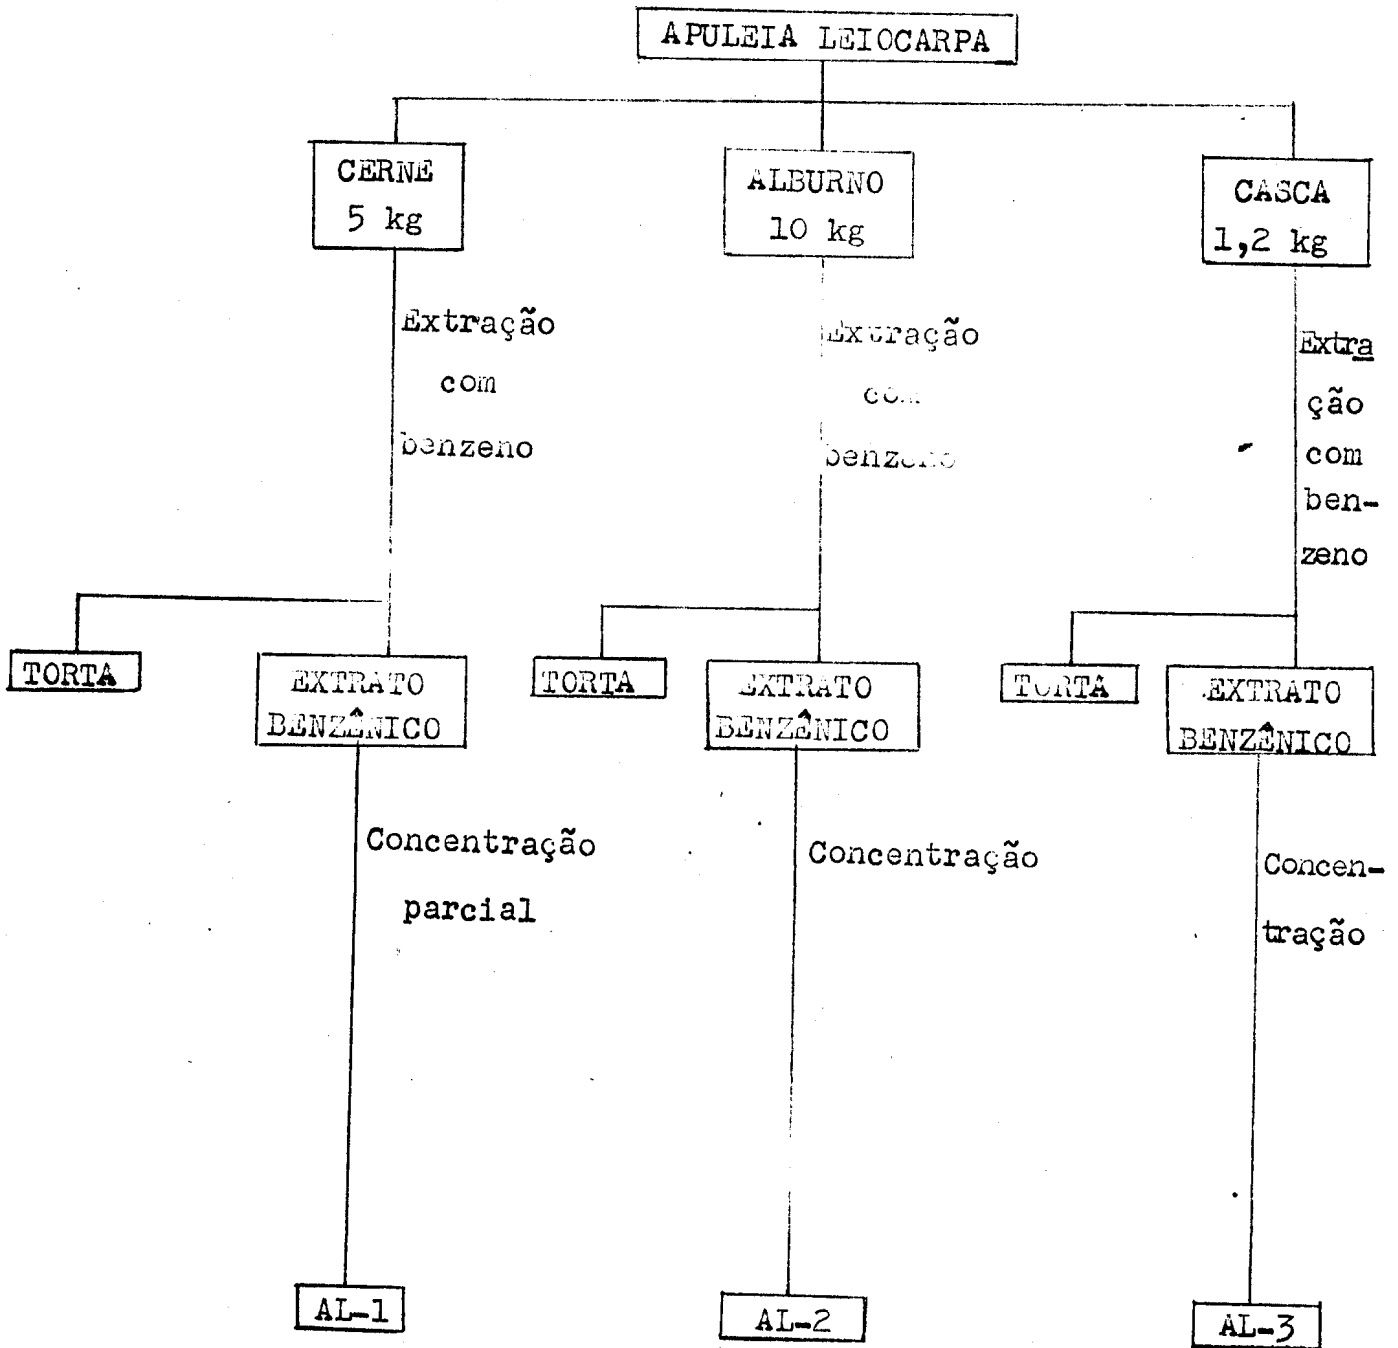 APULEIA LEIOCARPA
CERNE
5 kg
ALBURNO
10 kg
CASCA
1,2 kg
Extração
com
benzeno
Extração
com
benzeno
Extra
ção
com
ben-
zeno
TORTA
EXTRATO
BENZÊNICO
TORTA
EXTRATO
BENZÊNICO
TORTA
EXTRATO
BENZÊNICO
Concentração
parcial
Concentração
Concen-
tração
AL-1
AL-2
AL-3